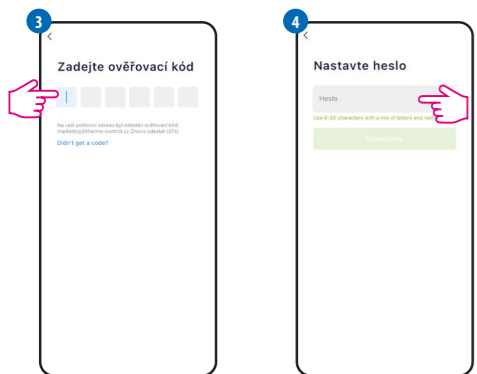 3
Zadejte ověřovací kód
Na vaši poštovní adresu byl odeslán ověřovací kód:
marketing@thermo-control.cz Znovu odeslat (37s)
Didn't get a code?
4
Nastavte heslo
Heslo
Use 6-20 characters with a mix of letters and